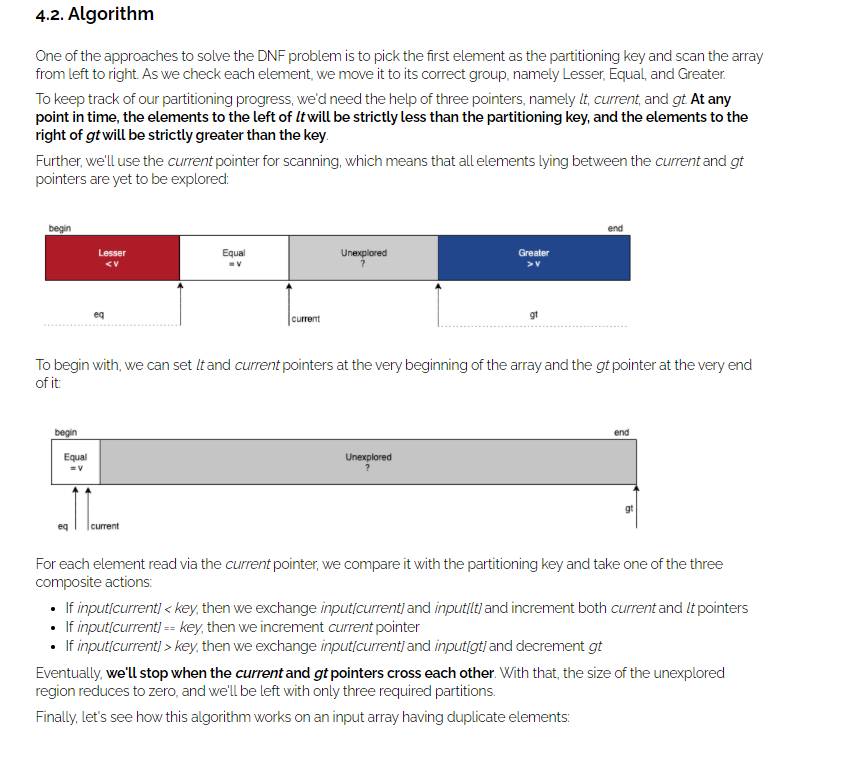 4.2. Algorithm
One of the approaches to solve the DNF problem is to pick the first element as the partitioning key and scan the array
from left to right. As we check each element, we move it to its correct group, namely Lesser, Equal, and Greater.
To keep track of our partitioning progress, we'd need the help of three pointers, namely lt, current, and gt. At any
point in time, the elements to the left of lt will be strictly less than the partitioning key, and the elements to the
right of gt will be strictly greater than the key.
Further, we'll use the current pointer for scanning, which means that all elements lying between the current and gt
pointers are yet to be explored:
begin end
Lesser Equal Unexplored Greater
< V = V ? > V
eq current gt
To begin with, we can set lt and current pointers at the very beginning of the array and the gt pointer at the very end
of it:
begin end
Equal Unexplored
= V ?
gt
eq current
For each element read via the current pointer, we compare it with the partitioning key and take one of the three
composite actions:
• If input[current] < key, then we exchange input[current] and input[lt] and increment both current and lt pointers
• If input[current] == key, then we increment current pointer
• If input[current] > key, then we exchange input[current] and input[gt] and decrement gt
Eventually, we'll stop when the current and gt pointers cross each other. With that, the size of the unexplored
region reduces to zero, and we'll be left with only three required partitions.
Finally, let's see how this algorithm works on an input array having duplicate elements: